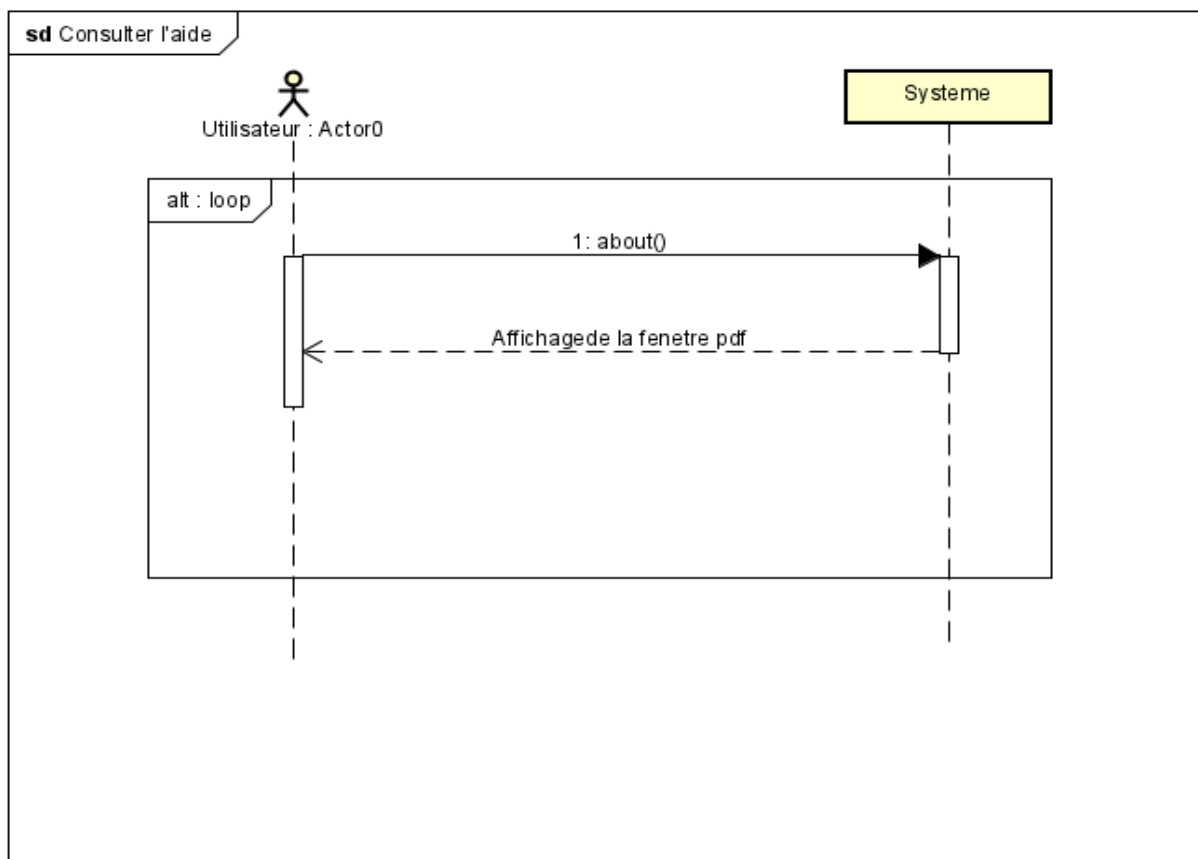 sd Consulter l'aide
Systeme
Utilisateur : Actor0
alt : loop
1: about()
Affichagede la fenetre pdf